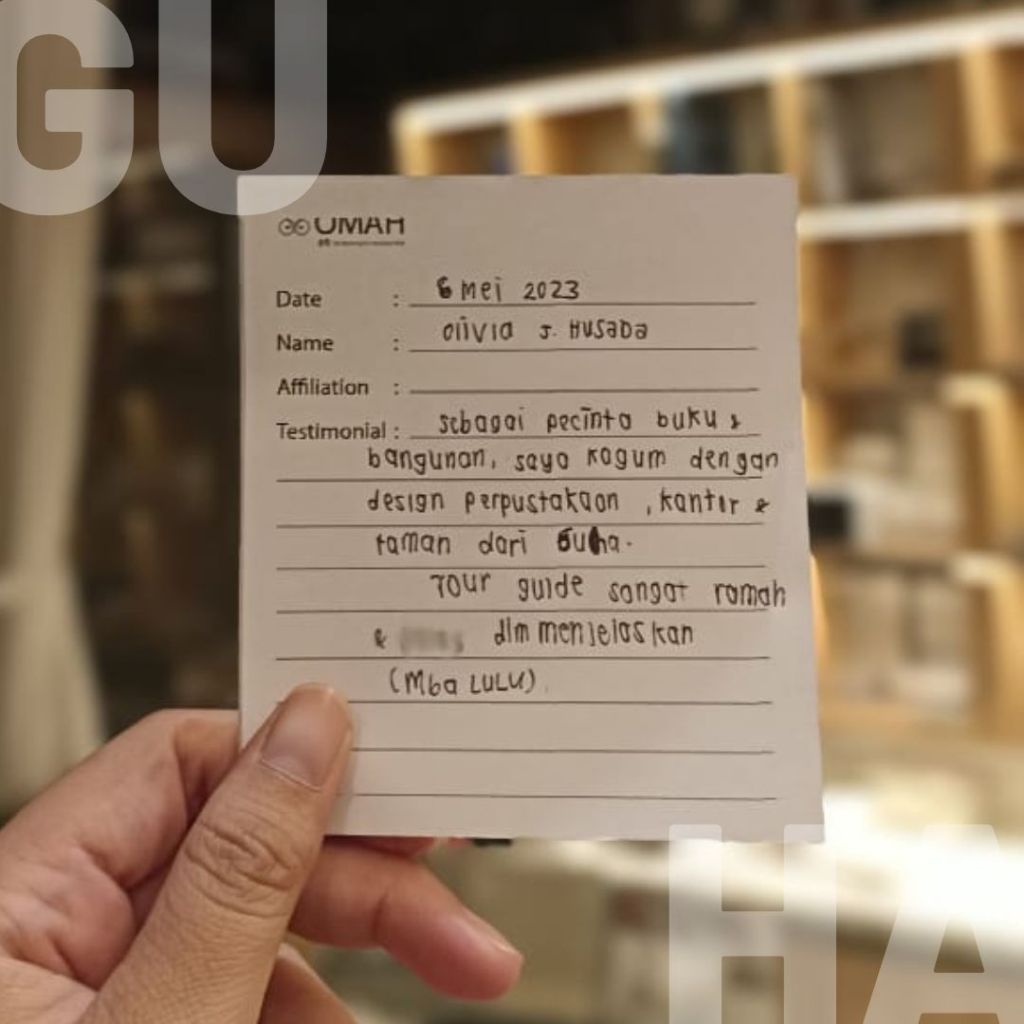 GU
OMAH
Date : 6 Mei 2023
Name : Olivia J. Husada
Affiliation :
Testimonial : sebagai pecinta buku &
bangunan, saya kagum dengan
design perpustakaan , kantor &
taman dari Guha.
Tour guide sangat ramah
& dlm menjelaskan
(Mba LULU).
HA